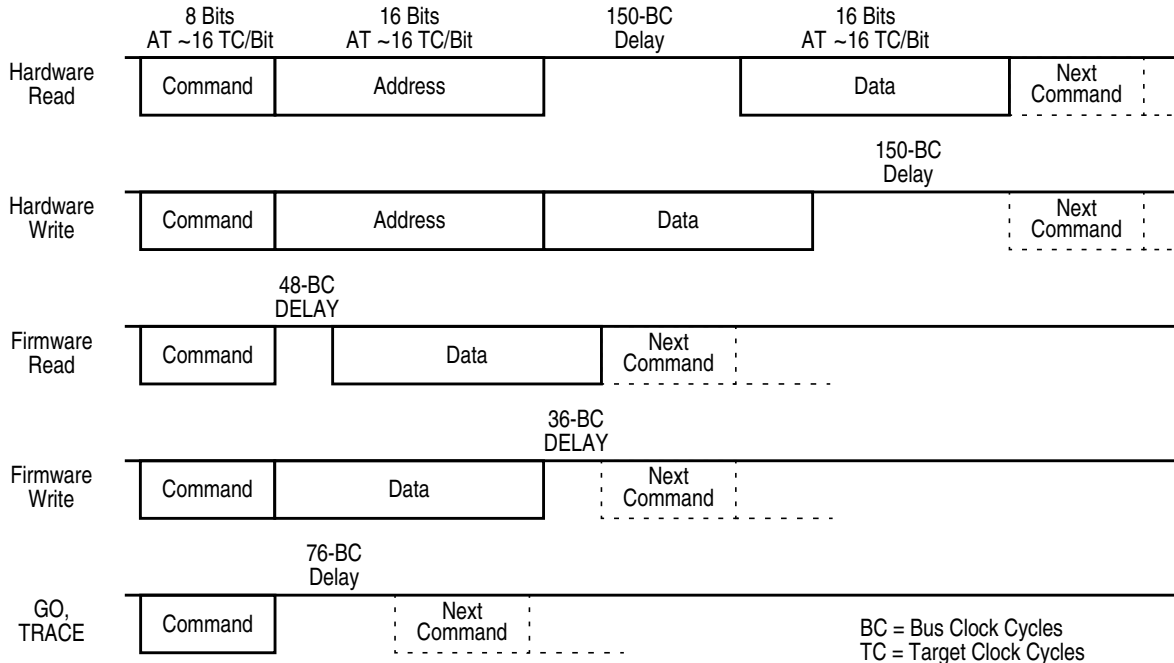 8 Bits
AT ~16 TC/Bit
16 Bits
AT ~16 TC/Bit
150-BC
Delay
16 Bits
AT ~16 TC/Bit
Hardware
Read
Command
Address
Data
Next
Command
150-BC
Delay
Hardware
Write
Command
Address
Data
Next
Command
48-BC
DELAY
Firmware
Read
Command
Data
Next
Command
36-BC
DELAY
Firmware
Write
Command
Data
Next
Command
76-BC
Delay
GO,
TRACE
Command
Next
Command
BC = Bus Clock Cycles
TC = Target Clock Cycles